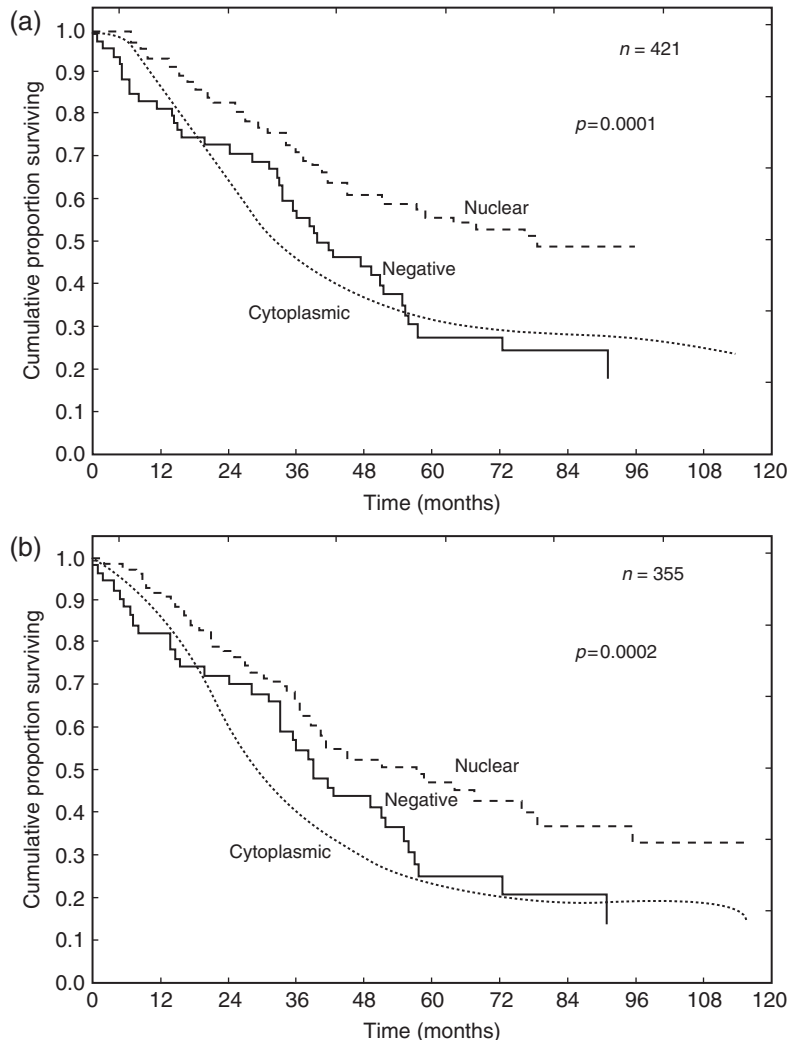 (a)
n = 421
p=0.0001
Nuclear
Negative
Cytoplasmic
Cumulative proportion surviving
1.0
0.9
0.8
0.7
0.6
0.5
0.4
0.3
0.2
0.1
0.0
0 12 24 36 48 60 72 84 96 108 120
Time (months)
(b)
n = 355
p=0.0002
Nuclear
Negative
Cytoplasmic
Cumulative proportion surviving
1.0
0.9
0.8
0.7
0.6
0.5
0.4
0.3
0.2
0.1
0.0
0 12 24 36 48 60 72 84 96 108 120
Time (months)